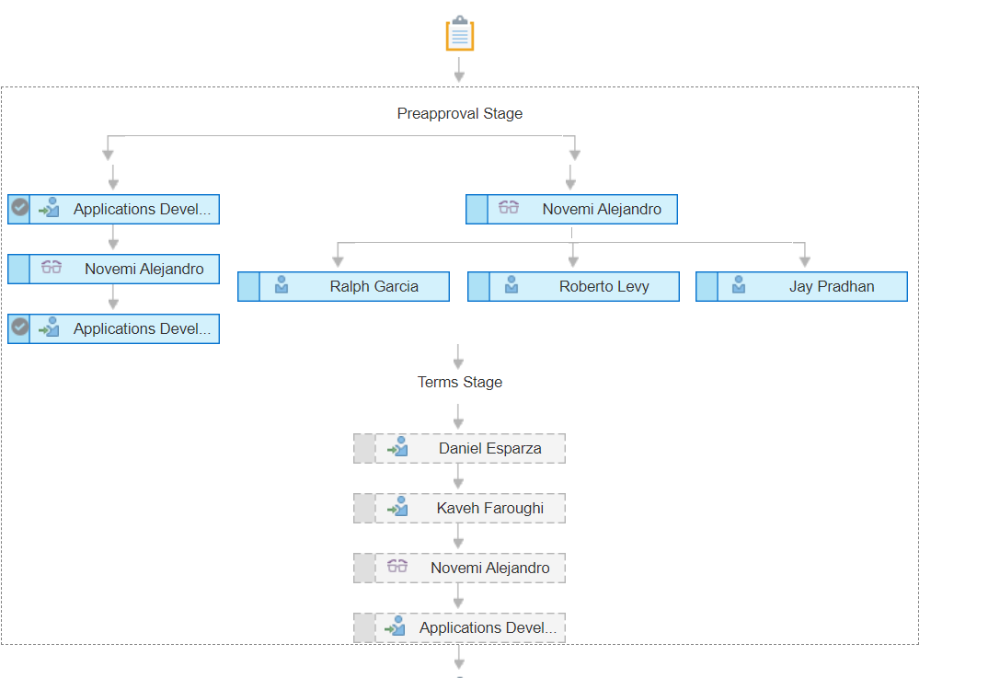 Preapproval Stage
Applications Devel...
Novemi Alejandro
Novemi Alejandro
Applications Devel...
Ralph Garcia
Roberto Levy
Jay Pradhan
Terms Stage
Daniel Esparza
Kaveh Faroughi
Novemi Alejandro
Applications Devel...